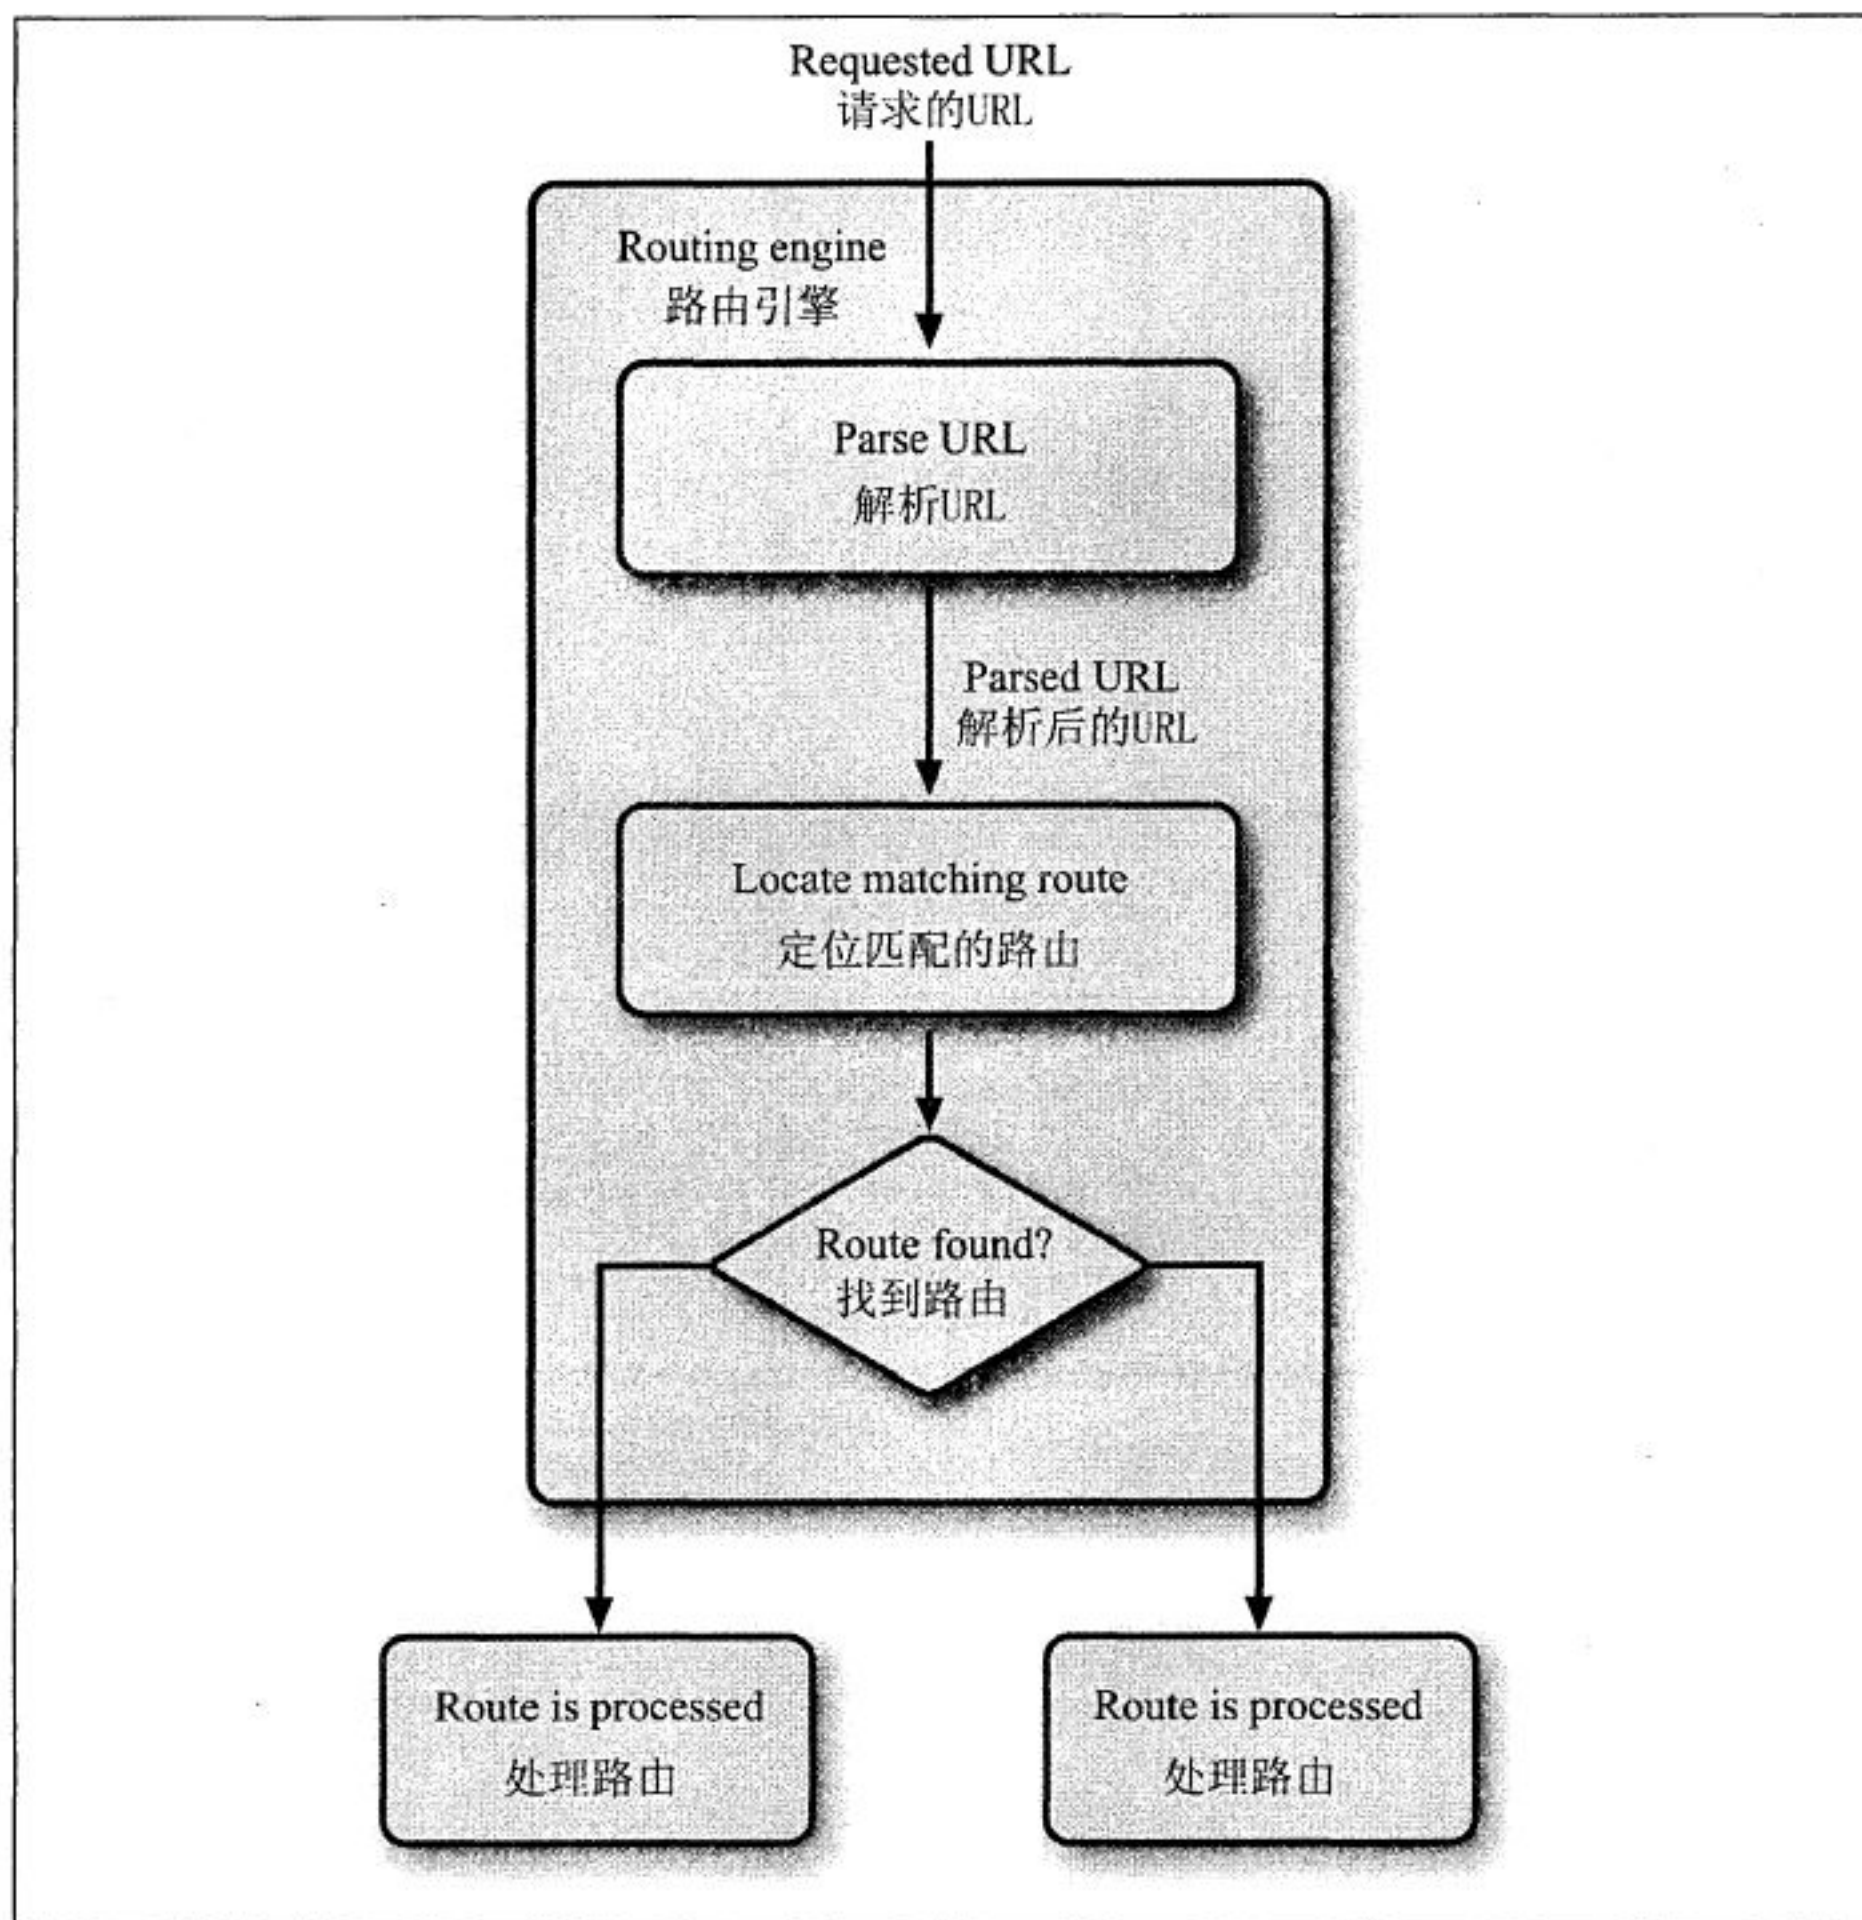 Requested URL
请求的URL
Routing engine
路由引擎
Parse URL
解析URL
Parsed URL
解析后的URL
Locate matching route
定位匹配的路由
Route found?
找到路由
Route is processed
处理路由
Route is processed
处理路由